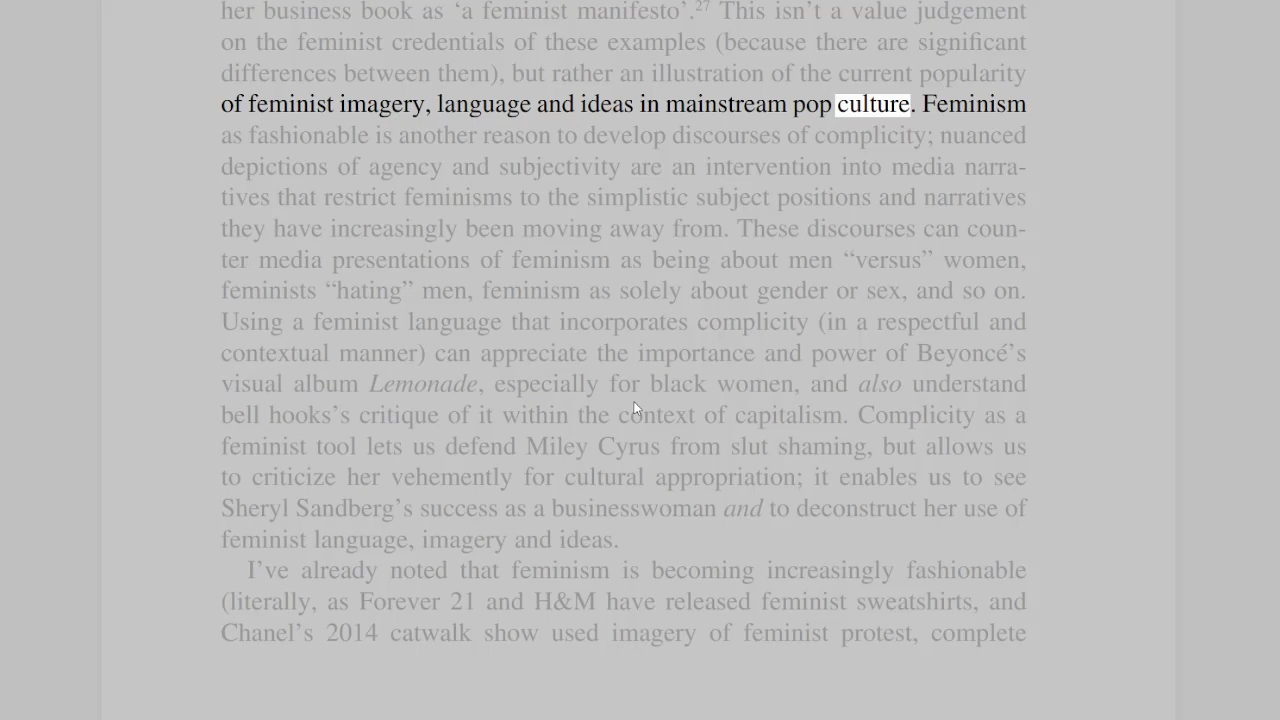 her business book as ‘a feminist manifesto’.27 This isn’t a value judgement
on the feminist credentials of these examples (because there are significant
differences between them), but rather an illustration of the current popularity
of feminist imagery, language and ideas in mainstream pop culture. Feminism
as fashionable is another reason to develop discourses of complicity; nuanced
depictions of agency and subjectivity are an intervention into media narra-
tives that restrict feminisms to the simplistic subject positions and narratives
they have increasingly been moving away from. These discourses can coun-
ter media presentations of feminism as being about men “versus” women,
feminists “hating” men, feminism as solely about gender or sex, and so on.
Using a feminist language that incorporates complicity (in a respectful and
contextual manner) can appreciate the importance and power of Beyoncé’s
visual album Lemonade, especially for black women, and also understand
bell hooks’s critique of it within the context of capitalism. Complicity as a
feminist tool lets us defend Miley Cyrus from slut shaming, but allows us
to criticize her vehemently for cultural appropriation; it enables us to see
Sheryl Sandberg’s success as a businesswoman and to deconstruct her use of
feminist language, imagery and ideas.
I’ve already noted that feminism is becoming increasingly fashionable
(literally, as Forever 21 and H&M have released feminist sweatshirts, and
Chanel’s 2014 catwalk show used imagery of feminist protest, complete